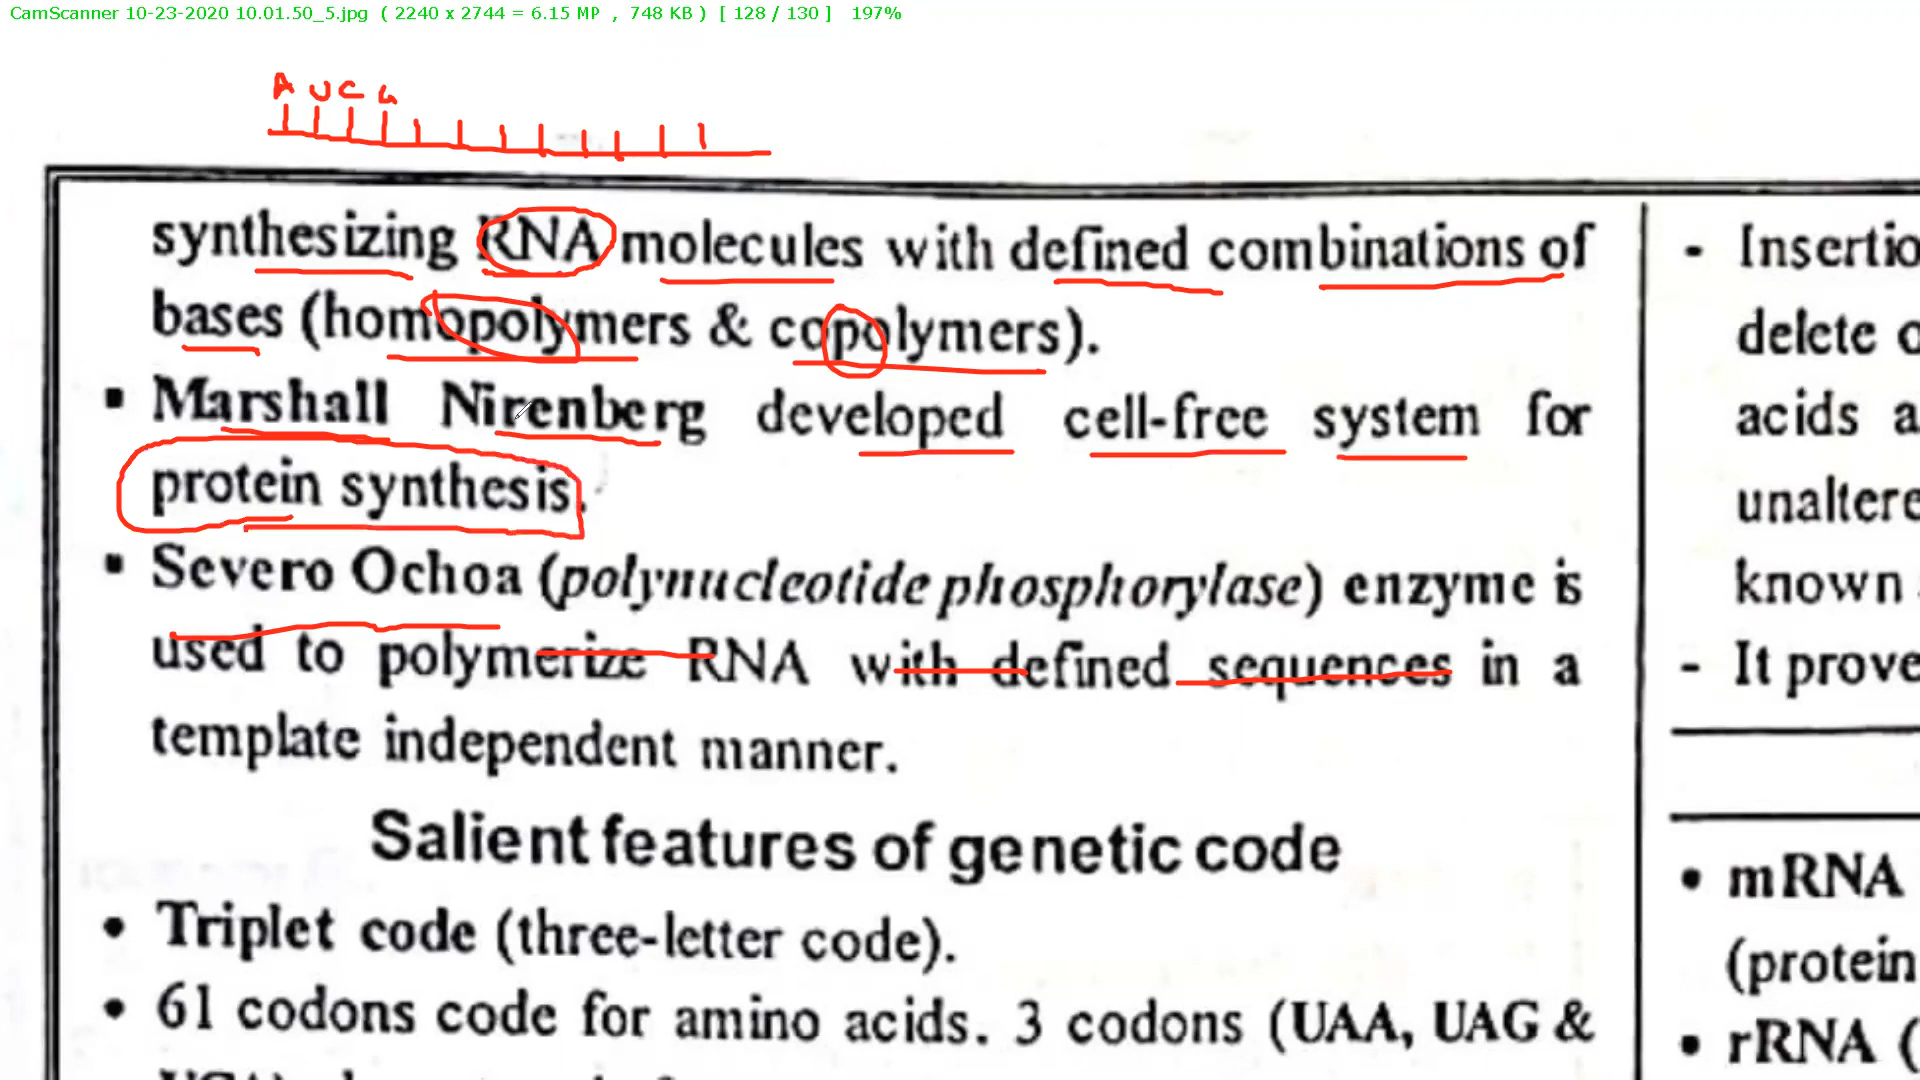 CamScanner 10-23-2020 10.01.50_5.jpg ( 2240 x 2744 = 6.15 MP , 748 KB ) [ 128 / 130 ] 197%
A U C G
synthesizing RNA molecules with defined combinations of
bases (homopolymers & copolymers).
▪ Marshall Nirenberg developed cell-free system for
protein synthesis.
▪ Severo Ochoa (polynucleotide phosphorylase) enzyme is
used to polymerize RNA with defined sequences in a
template independent manner.
Salient features of genetic code
• Triplet code (three-letter code).
• 61 codons code for amino acids. 3 codons (UAA, UAG &
- Insertio
delete o
acids a
unaltere
known
- It prove
• mRNA
(protein
• rRNA (